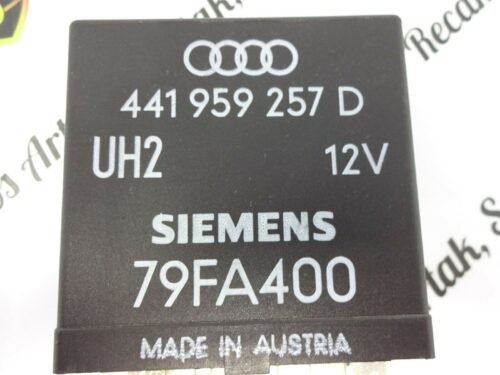 441 959 257 D
UH2 12V
SIEMENS
79FA400
MADE IN AUSTRIA